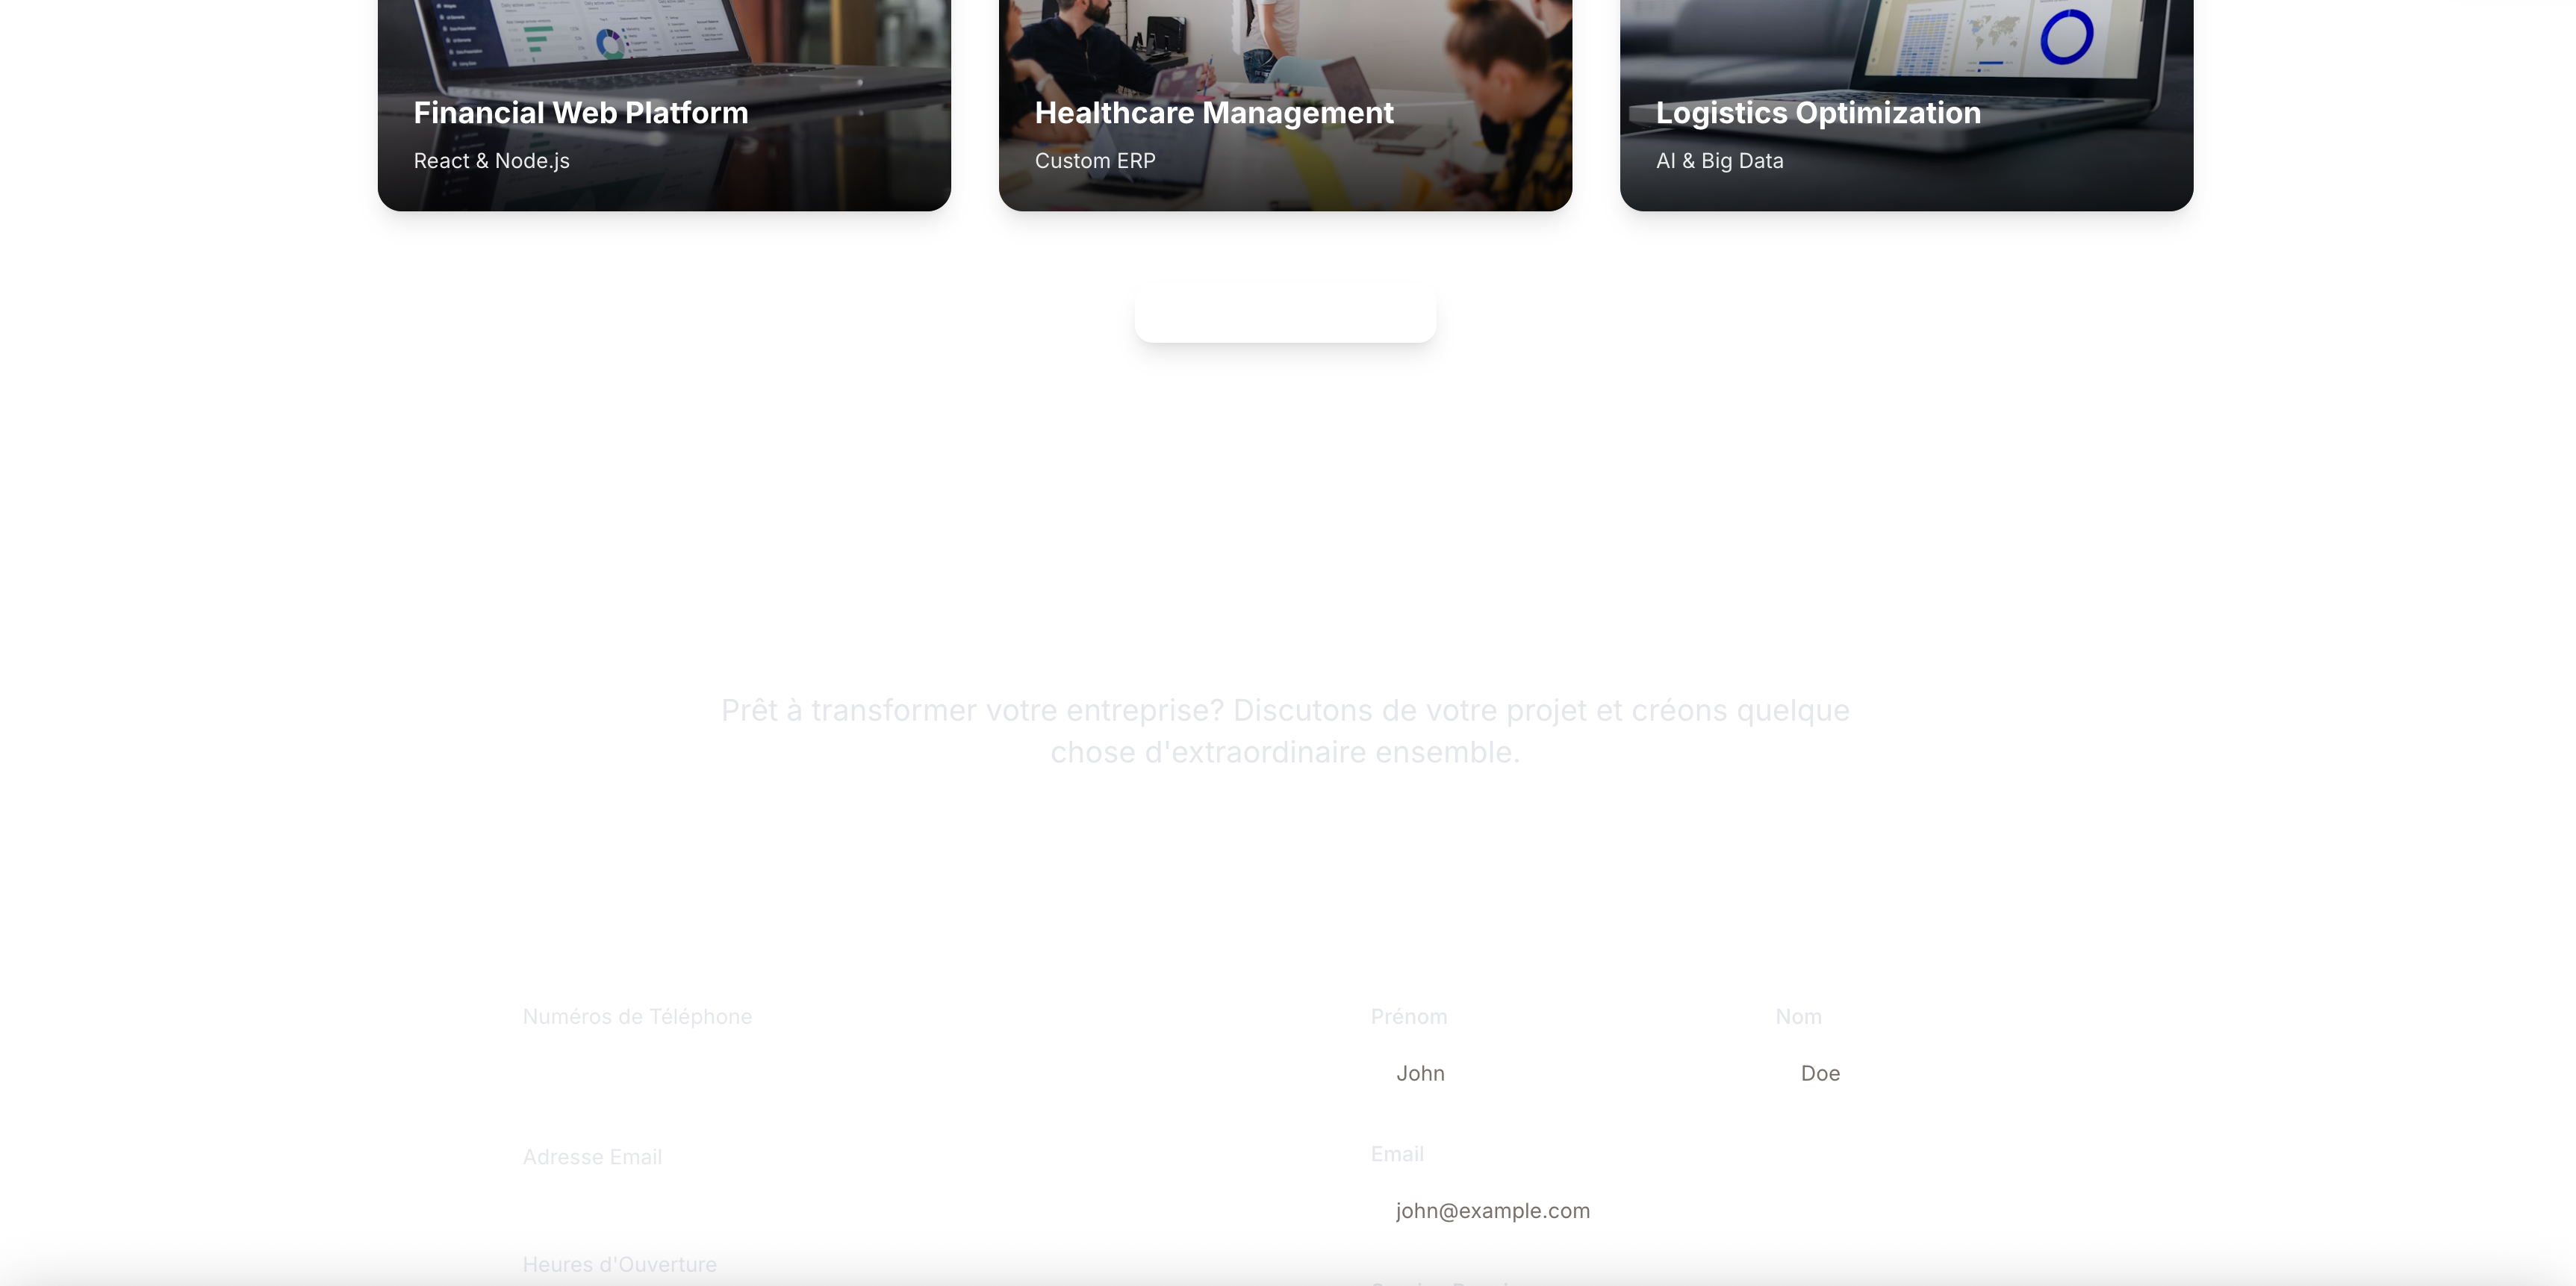 Financial Web Platform
React & Node.js
Healthcare Management
Custom ERP
Logistics Optimization
AI & Big Data
Prêt à transformer votre entreprise? Discutons de votre projet et créons quelque
chose d'extraordinaire ensemble.
Numéros de Téléphone
Adresse Email
Heures d'Ouverture
Prénom
Nom
John
Doe
Email
john@example.com